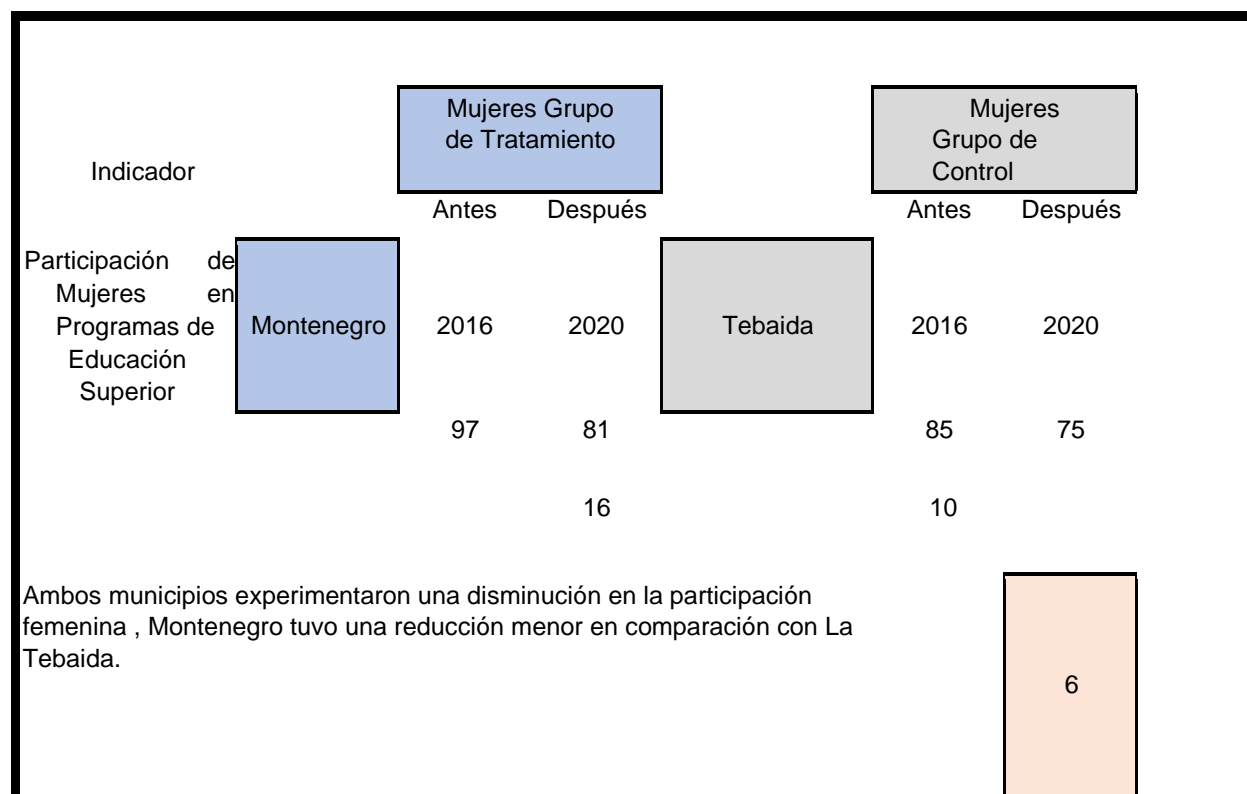 Mujeres Grupo
de Tratamiento
Mujeres
Grupo de
Control
Indicador
Antes Después Antes Después
Participación de
Mujeres en
Programas de
Educación
Superior
Montenegro 2016 2020 Tebaida 2016 2020
97 81 85 75
16 10
Ambos municipios experimentaron una disminución en la participación
femenina , Montenegro tuvo una reducción menor en comparación con La
Tebaida.
6